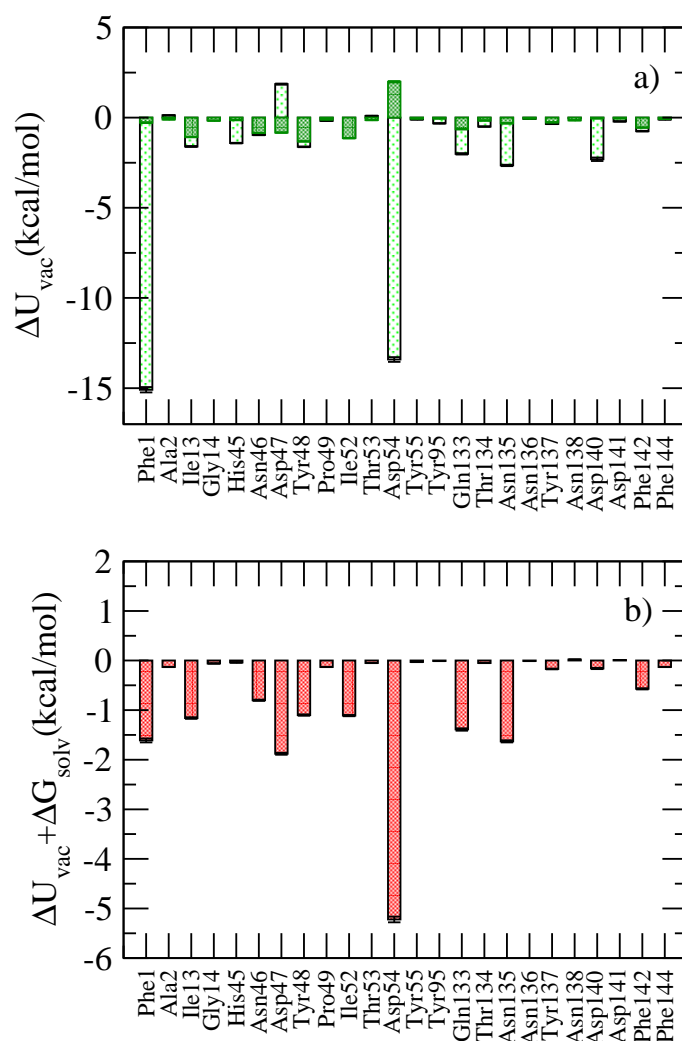 5
0
-5
-10
-15
ΔU_vac(kcal/mol)
a)
Phe1
Ala2
Ile13
Gly14
His45
Asn46
Asp47
Tyr48
Pro49
Ile52
Thr53
Asp54
Tyr55
Tyr95
Gln133
Thr134
Asn135
Asn136
Tyr137
Asn138
Asp140
Asp141
Phe142
Phe144
2
1
0
-1
-2
-3
-4
-5
-6
ΔU_vac+ΔG_solv(kcal/mol)
b)
Phe1
Ala2
Ile13
Gly14
His45
Asn46
Asp47
Tyr48
Pro49
Ile52
Thr53
Asp54
Tyr55
Tyr95
Gln133
Thr134
Asn135
Asn136
Tyr137
Asn138
Asp140
Asp141
Phe142
Phe144